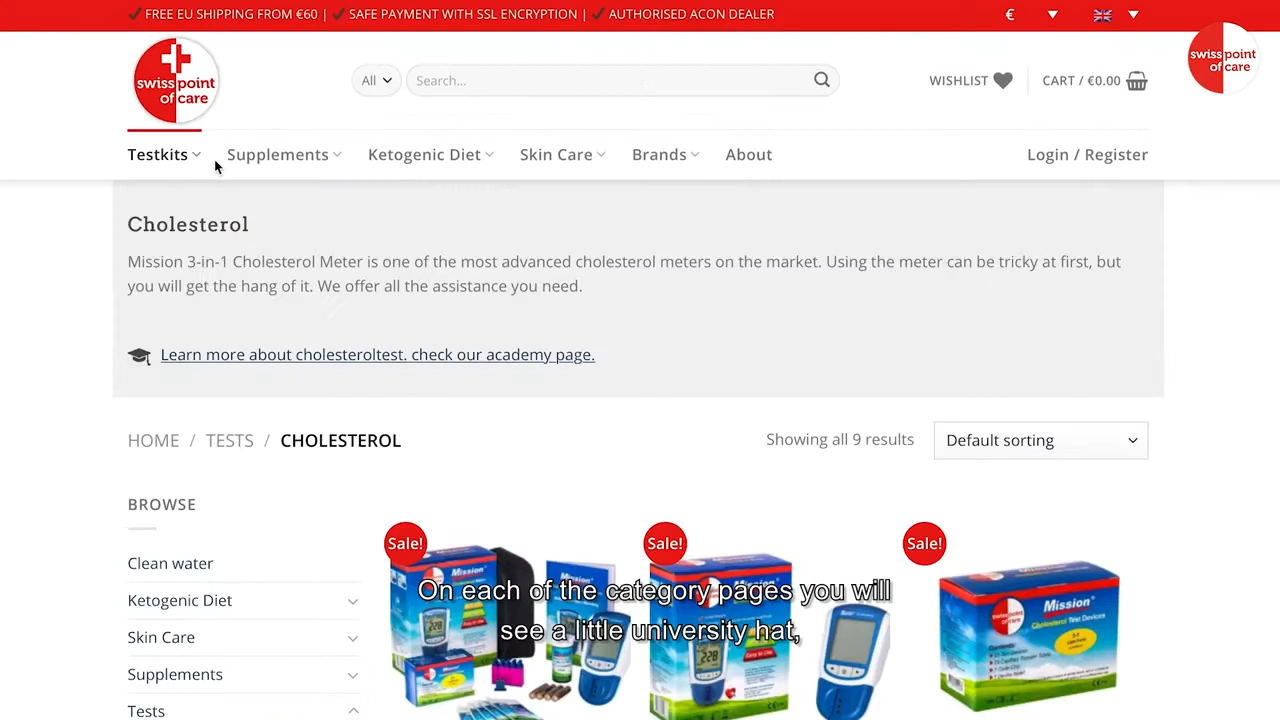 ✔ FREE EU SHIPPING FROM €60 | ✔ SAFE PAYMENT WITH SSL ENCRYPTION | ✔ AUTHORISED ACON DEALER
€
swiss point of care
All
Search...
WISHLIST
CART / €0.00
swiss point of care
Testkits
Supplements
Ketogenic Diet
Skin Care
Brands
About
Login / Register
Cholesterol
Mission 3-in-1 Cholesterol Meter is one of the most advanced cholesterol meters on the market. Using the meter can be tricky at first, but
you will get the hang of it. We offer all the assistance you need.
Learn more about cholesteroltest. check our academy page.
HOME / TESTS / CHOLESTEROL
Showing all 9 results
Default sorting
BROWSE
Clean water
Ketogenic Diet
Skin Care
Supplements
Tests
Sale!
Sale!
Sale!
Mission
Mission
Mission
Cholesterol Test Devices
228
228
On each of the category pages you will
see a little university hat,